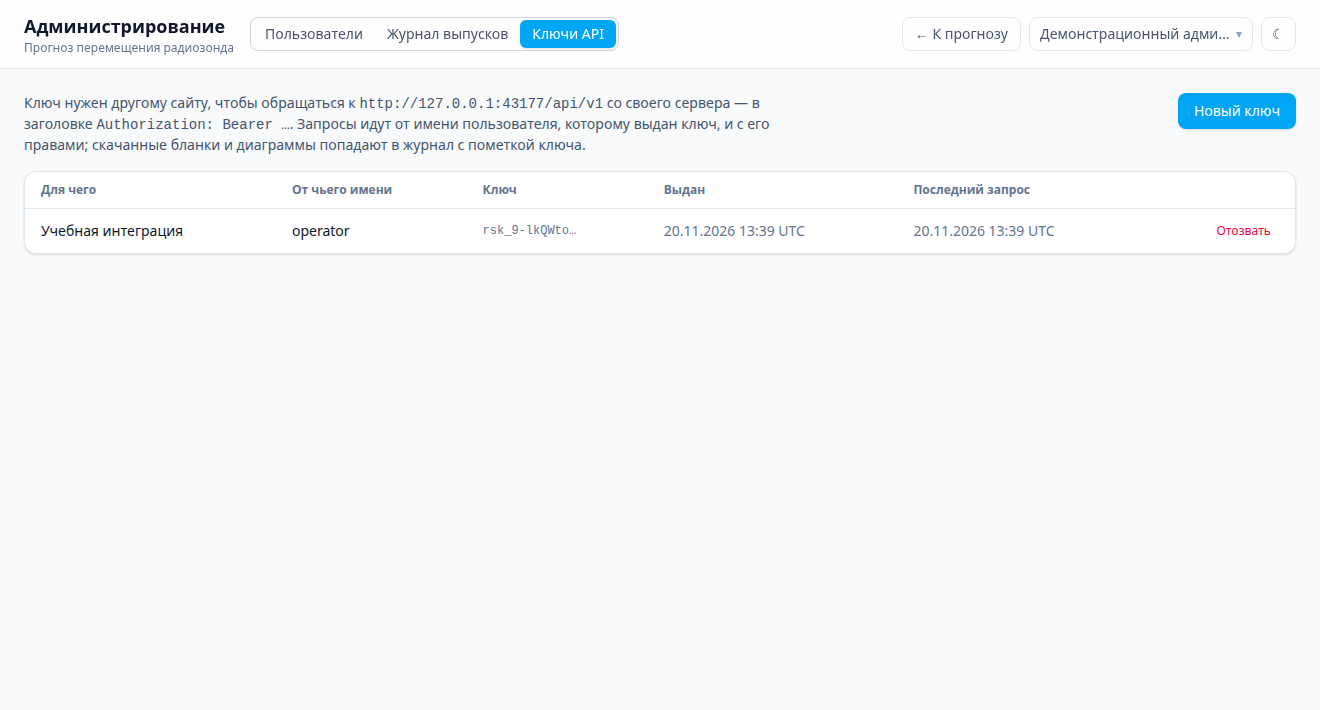 Администрирование
Прогноз перемещения радиозонда
Пользователи Журнал выпусков Ключи API
← К прогнозу Демонстрационный адми... ▾ ☾
Ключ нужен другому сайту, чтобы обращаться к http://127.0.0.1:43177/api/v1 со своего сервера — в
заголовке Authorization: Bearer …. Запросы идут от имени пользователя, которому выдан ключ, и с его
правами; скачанные бланки и диаграммы попадают в журнал с пометкой ключа.
Новый ключ
Для чего От чьего имени Ключ Выдан Последний запрос
Учебная интеграция operator rsk_9-lkQWto… 20.11.2026 13:39 UTC 20.11.2026 13:39 UTC Отозвать